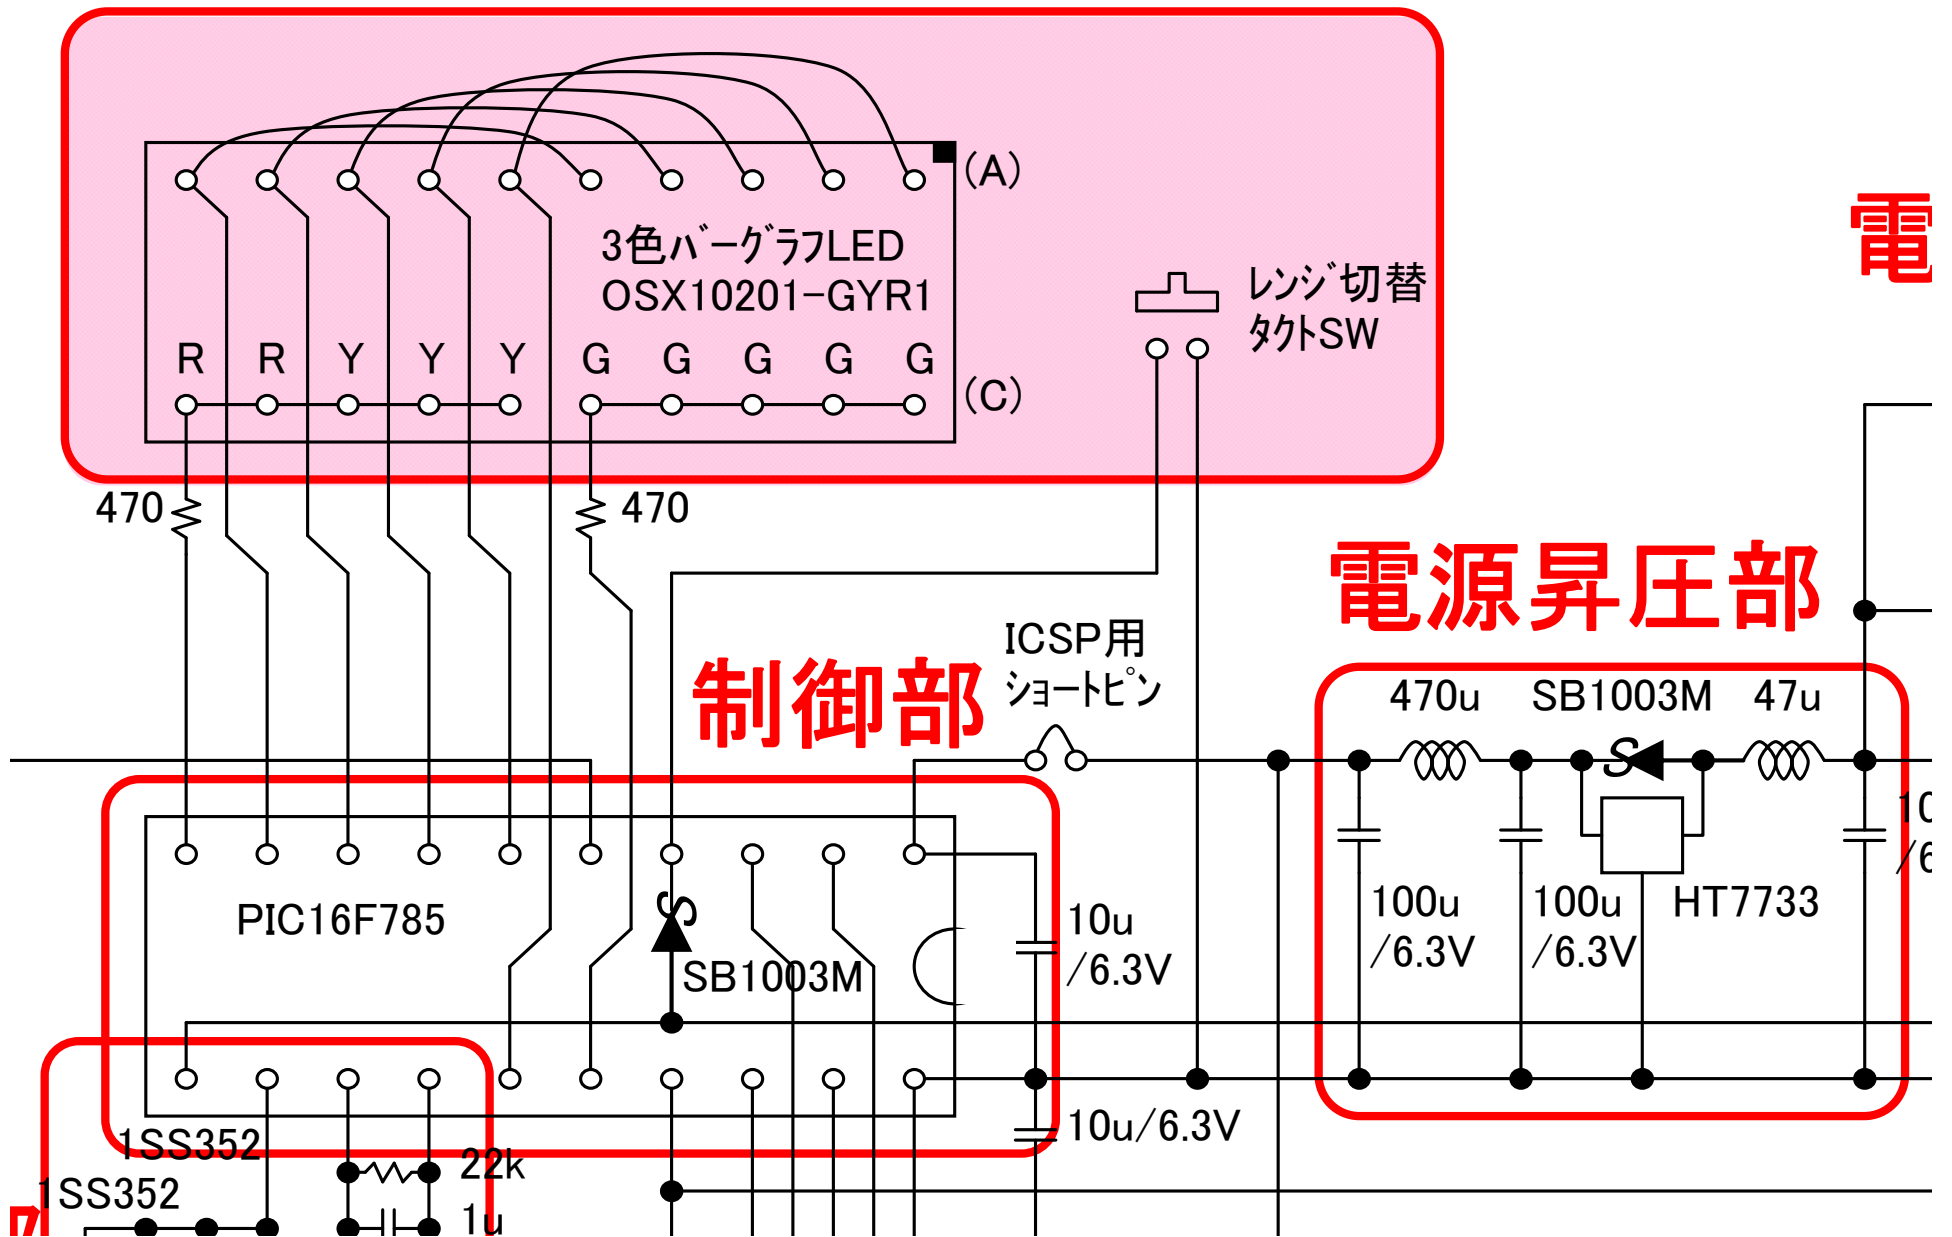 (A)
3色バーグラフLED
OSX10201-GYR1
R R Y Y Y G G G G G
(C)
レンジ切替
タクトSW
電
470
470
電源昇圧部
制御部
ICSP用
ショートピン
470u
SB1003M
47u
PIC16F785
SB1003M
10u
/6.3V
100u
/6.3V
100u
/6.3V
HT7733
10u/6.3V
1SS352
1SS352
22k
1u